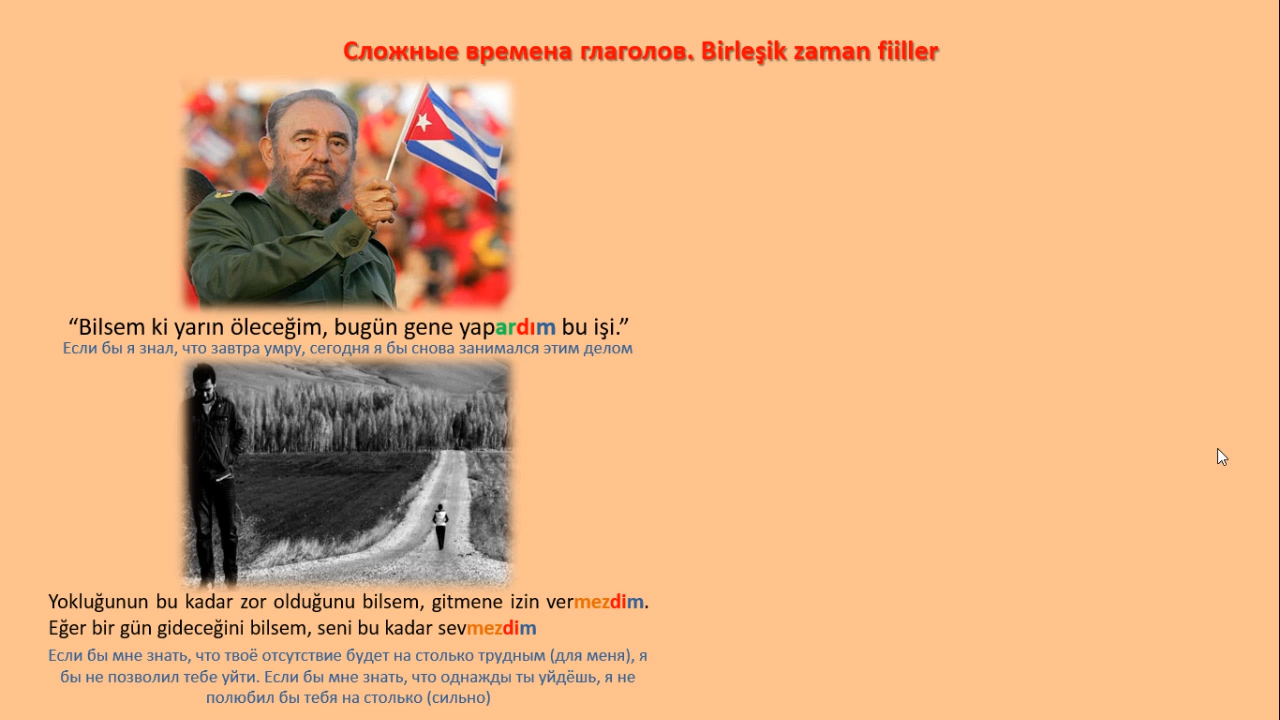 Сложные времена глаголов. Birleşik zaman fiiller
“Bilsem ki yarın öleceğim, bugün gene yapardım bu işi.”
Если бы я знал, что завтра умру, сегодня я бы снова занимался этим делом
Yokluğunun bu kadar zor olduğunu bilsem, gitmene izin vermezdim.
Eğer bir gün gideceğini bilsem, seni bu kadar sevmezdim
Если бы мне знать, что твоё отсутствие будет на столько трудным (для меня), я
бы не позволил тебе уйти. Если бы мне знать, что однажды ты уйдёшь, я не
полюбил бы тебя на столько (сильно)